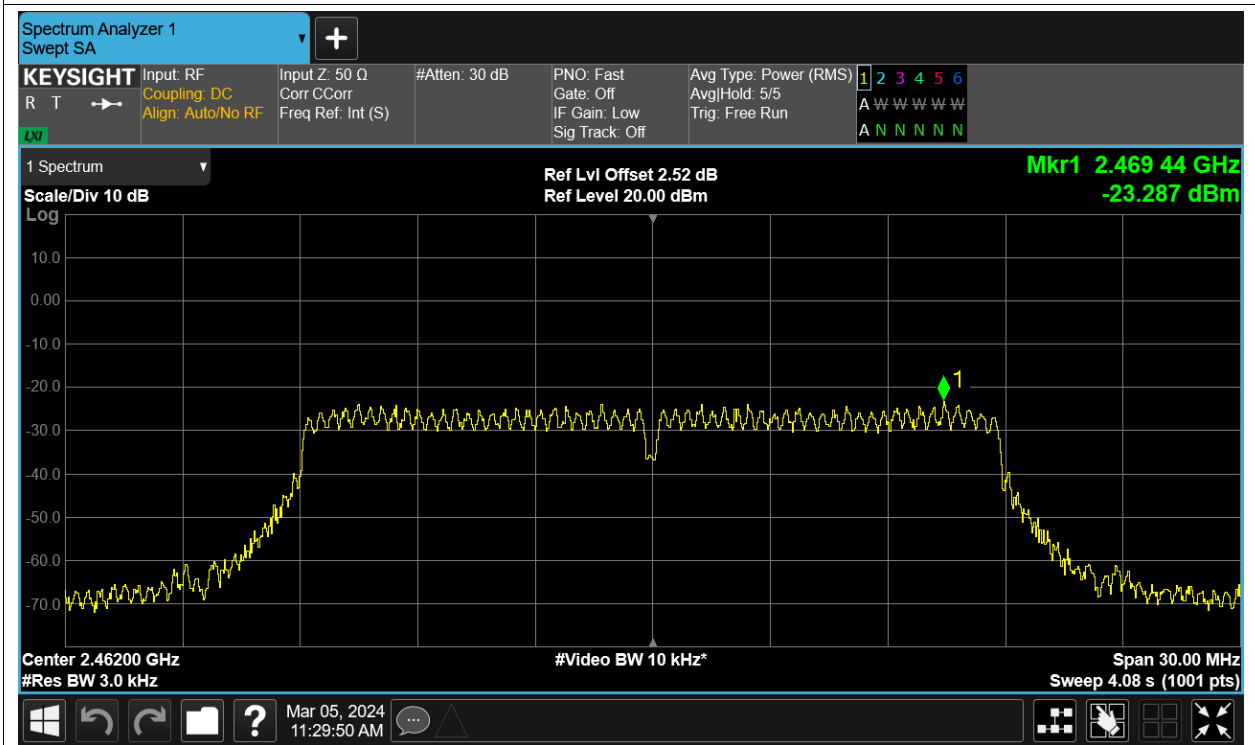 Spectrum Analyzer 1
Swept SA
KEYSIGHT
R T
LXI
Input: RF
Coupling: DC
Align: Auto/No RF
Input Z: 50 Ω
Corr CCorr
Freq Ref: Int (S)
#Atten: 30 dB
PNO: Fast
Gate: Off
IF Gain: Low
Sig Track: Off
Avg Type: Power (RMS)
Avg|Hold: 5/5
Trig: Free Run
1 2 3 4 5 6
A W W W W W
A N N N N N
1 Spectrum
Scale/Div 10 dB
Log
Ref Lvl Offset 2.52 dB
Ref Level 20.00 dBm
Mkr1 2.469 44 GHz
-23.287 dBm
10.0
0.00
-10.0
-20.0
-30.0
-40.0
-50.0
-60.0
-70.0
1
Center 2.46200 GHz
#Res BW 3.0 kHz
#Video BW 10 kHz*
Span 30.00 MHz
Sweep 4.08 s (1001 pts)
?
Mar 05, 2024
11:29:50 AM